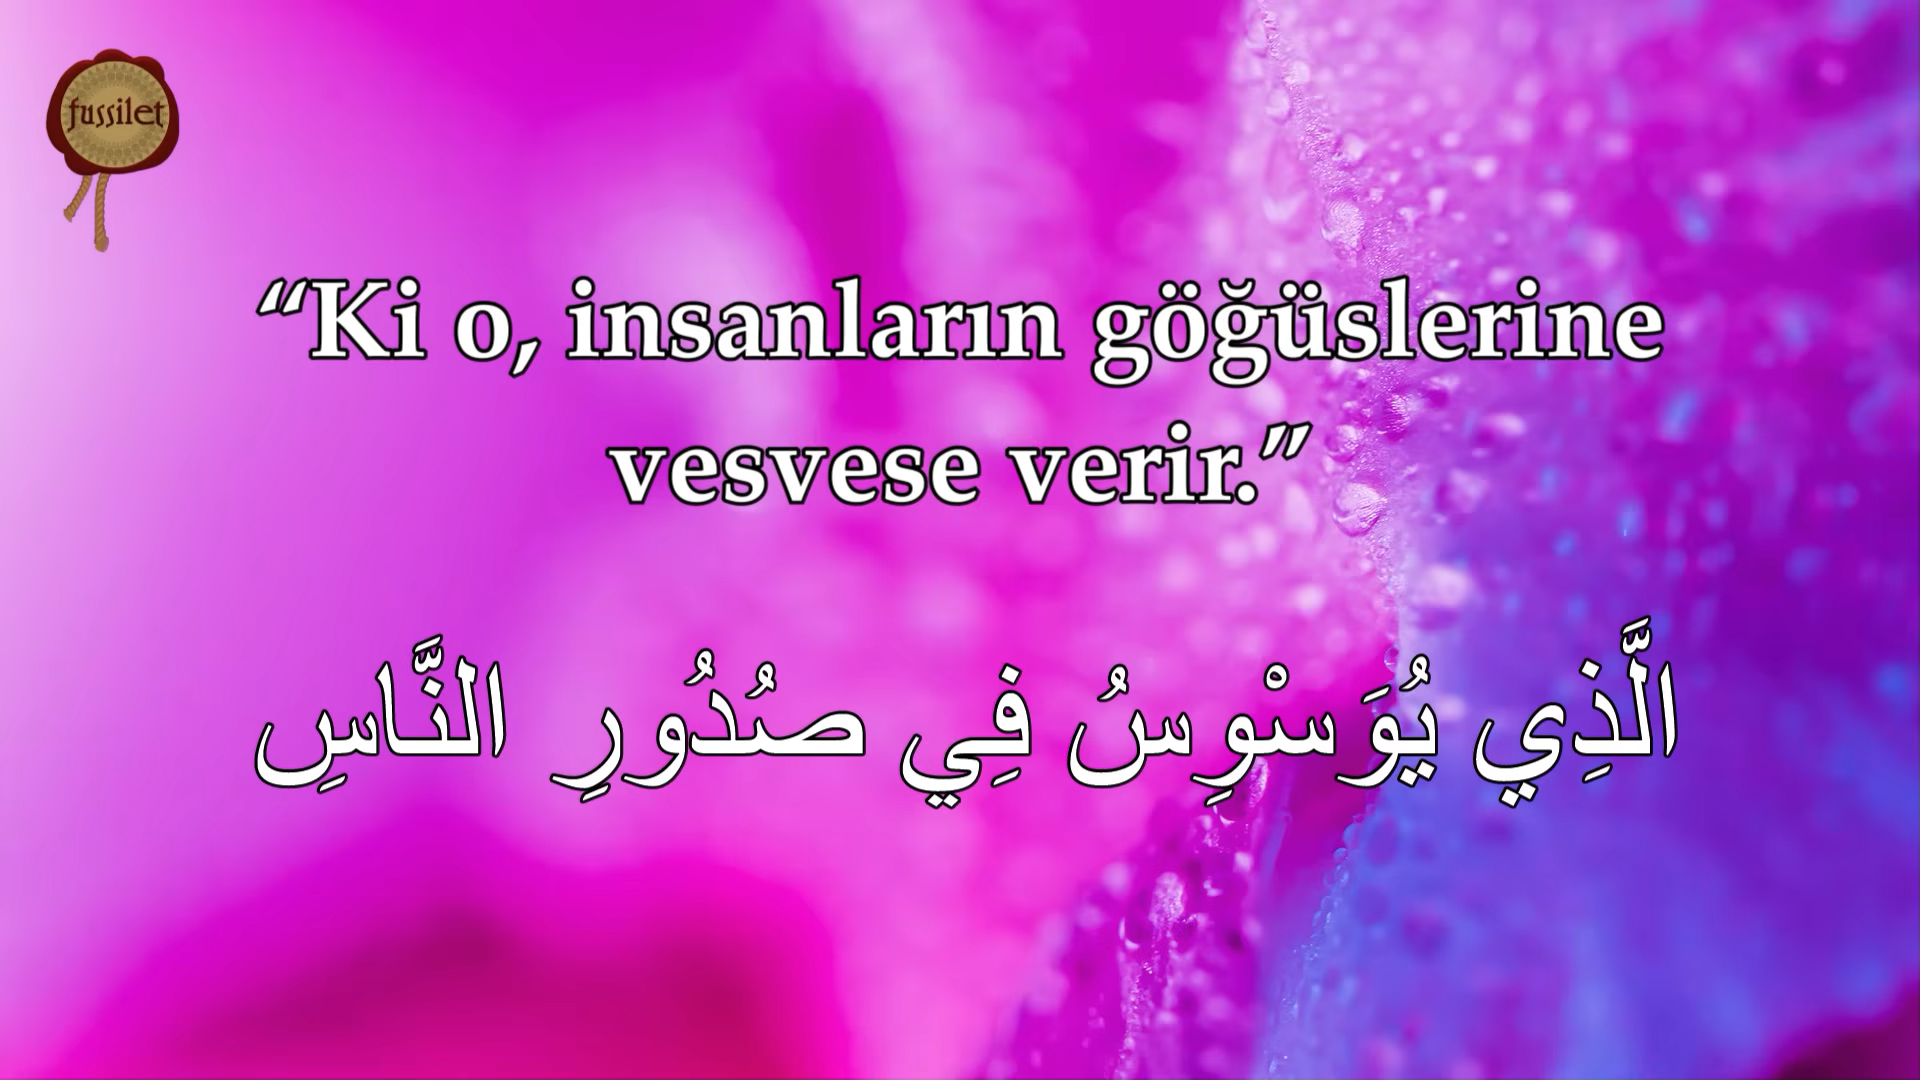 fussilet
“Ki o, insanların göğüslerine
vesvese verir.”
الَّذِي يُوَسْوِسُ فِي صُدُورِ النَّاسِ